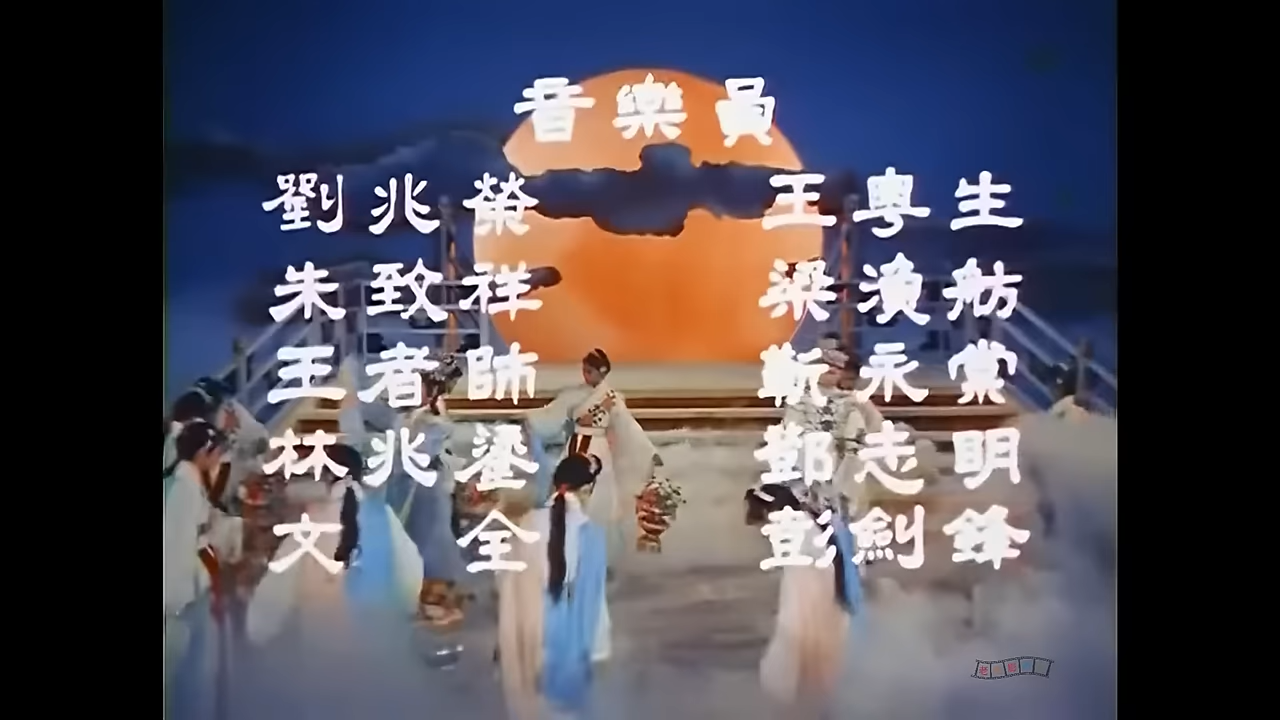 音樂員
劉兆榮 王粵生
朱致祥 梁漁舫
王者師 靳永棠
林兆鎏 鄧志明
文全 彭劍鋒